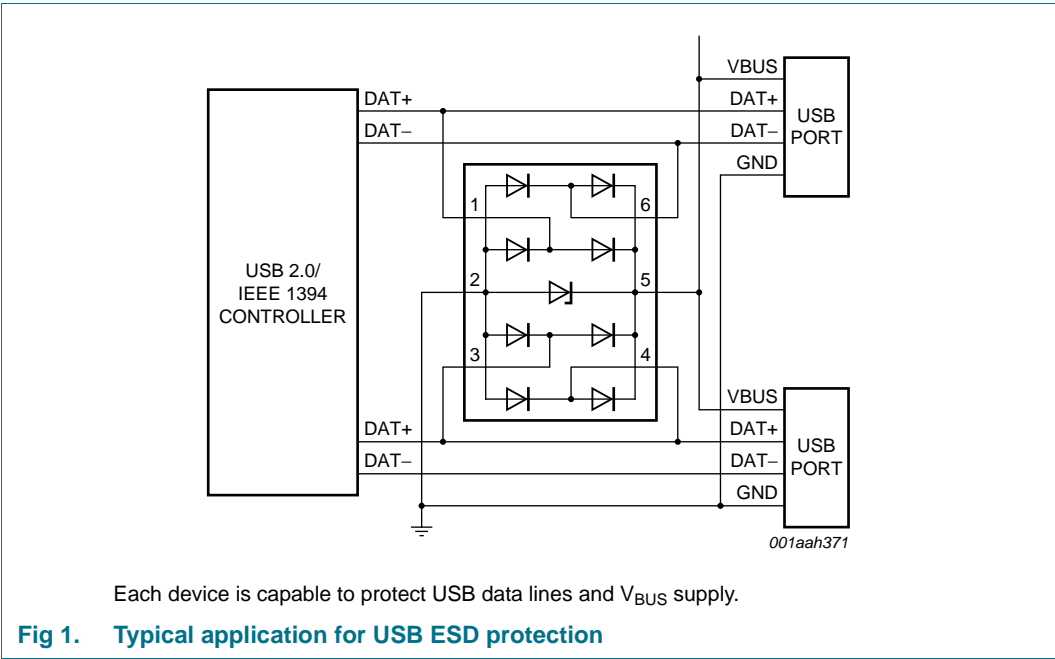 VBUS
DAT+
DAT+
USB
PORT
DAT−
DAT−
GND
1
6
USB 2.0/
IEEE 1394
CONTROLLER
2
5
3
4
VBUS
DAT+
DAT+
USB
PORT
DAT−
DAT−
GND
001aah371
Each device is capable to protect USB data lines and VBUS supply.
Fig 1. Typical application for USB ESD protection